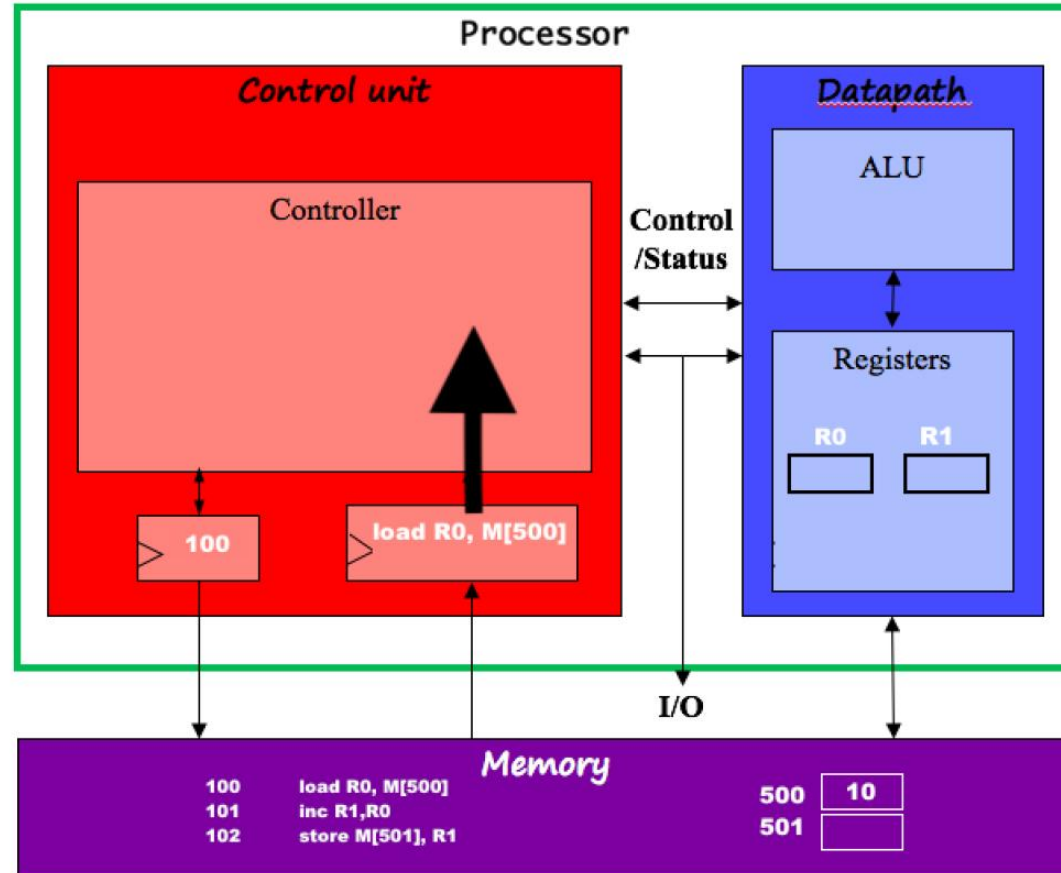 Processor
Control unit
Controller
100
load R0, M[500]
Control
/Status
I/O
Datapath
ALU
Registers
R0 R1
Memory
100 load R0, M[500]
101 inc R1,R0
102 store M[501], R1
500 10
501